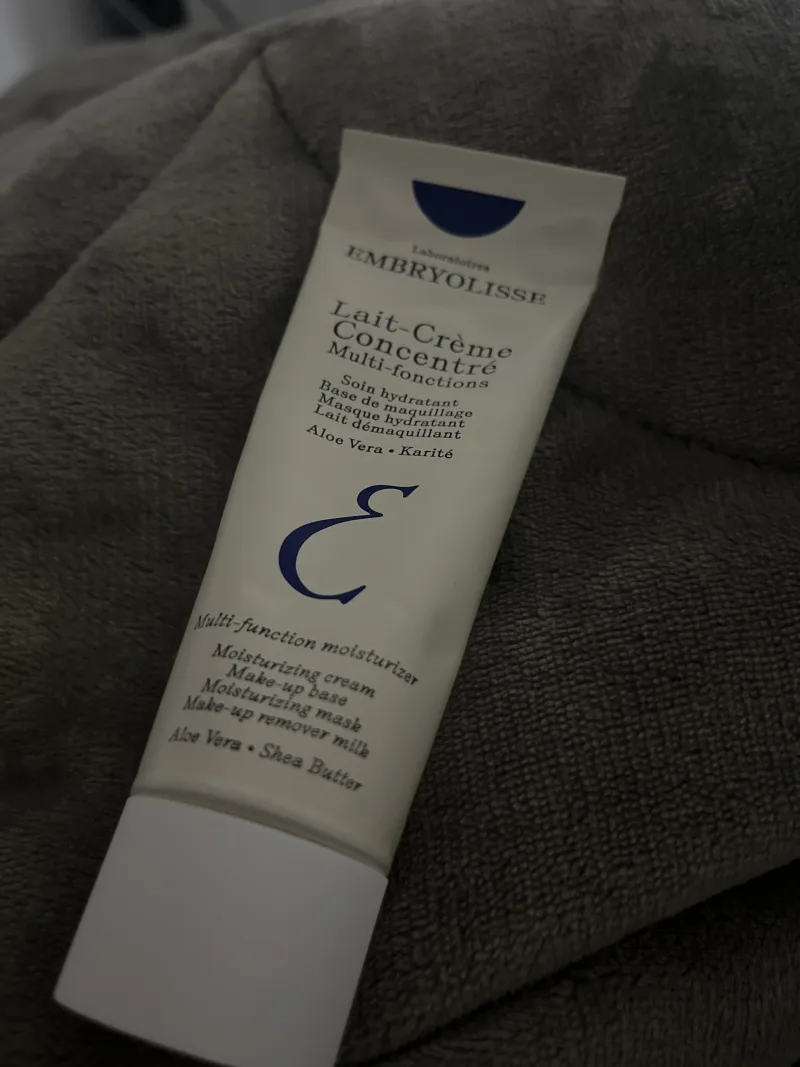 Laboratoires
EMBRYOLISSE
Lait-Crème
Concentré
Multi-fonctions
Soin hydratant
Base de maquillage
Masque hydratant
Lait démaquillant
Aloe Vera • Karité
E
Multi-function moisturizer
Moisturizing cream
Make-up base
Moisturizing mask
Make-up remover milk
Aloe Vera • Shea Butter